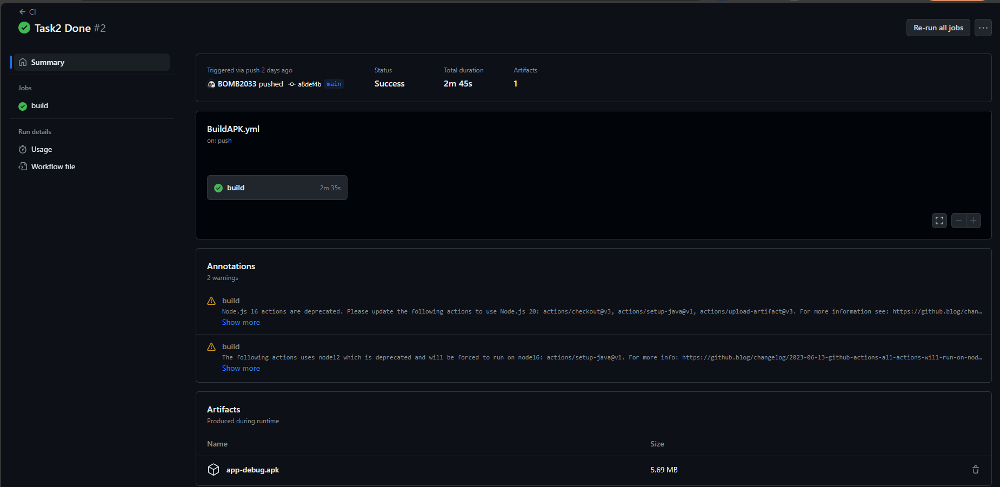 CI
Task2 Done #2
Re-run all jobs
Summary
Jobs
build
Run details
Usage
Workflow file
Triggered via push 2 days ago
BOMB2033 pushed a8def4b main
Status
Success
Total duration
2m 45s
Artifacts
1
BuildAPK.yml
on: push
build 2m 35s
Annotations
2 warnings
build
Node.js 16 actions are deprecated. Please update the following actions to use Node.js 20: actions/checkout@v3, actions/setup-java@v1, actions/upload-artifact@v3. For more information see: https://github.blog/chan…
Show more
build
The following actions uses node12 which is deprecated and will be forced to run on node16: actions/setup-java@v1. For more info: https://github.blog/changelog/2023-06-13-github-actions-all-actions-will-run-on-nod…
Show more
Artifacts
Produced during runtime
Name Size
app-debug.apk 5.69 MB